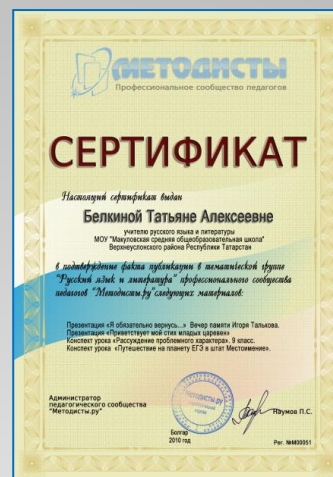 МЕТОДИСТЫ
Профессиональное сообщество педагогов
СЕРТИФИКАТ
Настоящий сертификат выдан
Белкиной Татьяне Алексеевне
учителю русского языка и литературы
МОУ "Макуловская средняя общеобразовательная школа"
Верхнеуслонского района Республики Татарстан
в подтверждение факта публикации в тематической группе
"Русский язык и литература" профессионального сообщества
педагогов "Методисты.ру" следующих материалов:
Презентация «Я обязательно вернусь...» Вечер памяти Игоря Талькова.
Презентация «Приветствует мой стих младых царевен»
Конспект урока «Рассуждение проблемного характера». 9 класс.
Конспект урока «Путешествие на планету ЕГЭ в штат Местоимение».
Администратор
педагогического сообщества
"Методисты.ру"
МЕТОДИСТЫ.РУ
Наумов П.С.
Болгар
2010 год
Рег. №М00051